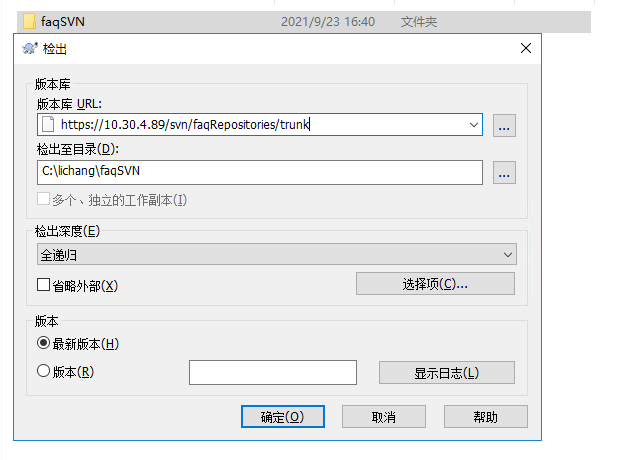 faqSVN 2021/9/23 16:40 文件夹
检出
版本库
版本库 URL:
https://10.30.4.89/svn/faqRepositories/trunk
...
检出至目录(D):
C:\lichang\faqSVN
...
多个、独立的工作副本(I)
检出深度(E)
全递归
省略外部(X)
选择项(C)...
版本
最新版本(H)
版本(R)
显示日志(L)
确定(O) 取消 帮助